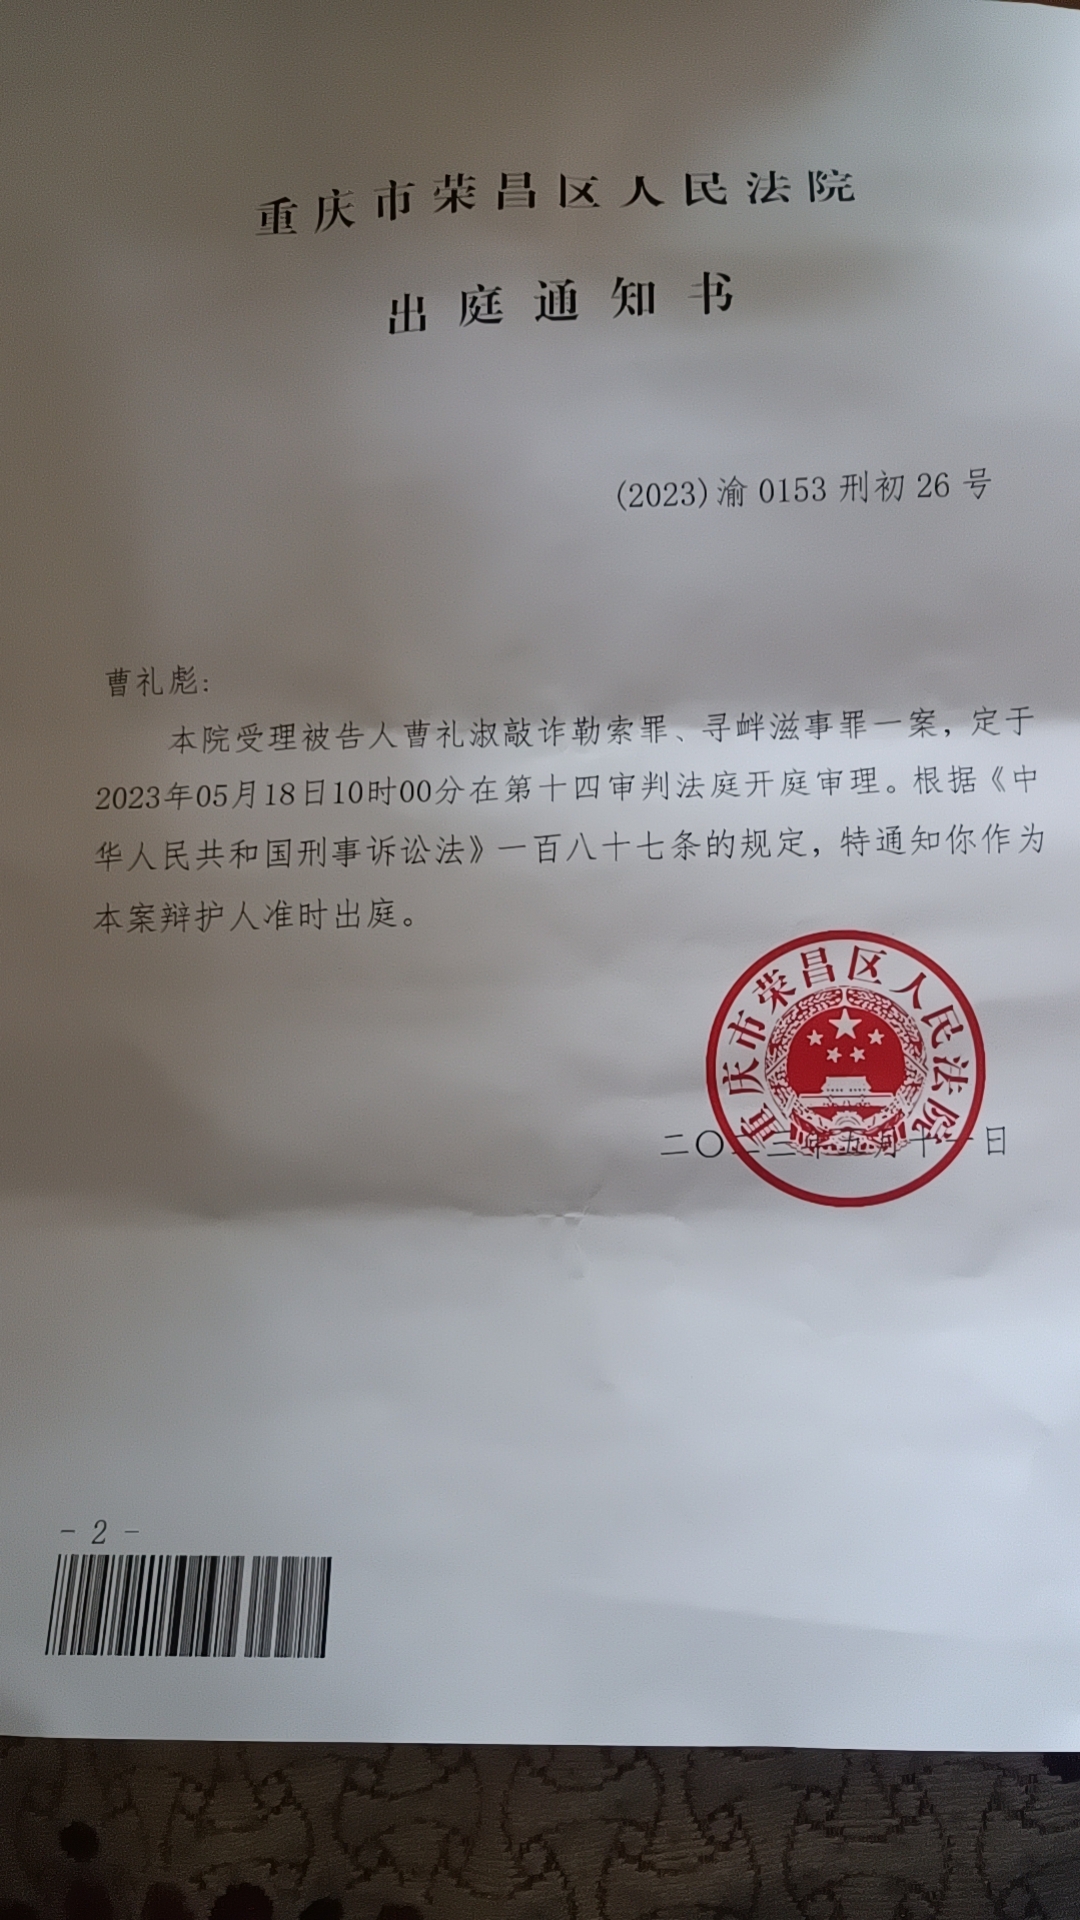 重庆市荣昌区人民法院
出庭通知书
(2023)渝0153刑初26号
曹礼彪:
本院受理被告人曹礼淑敲诈勒索罪、寻衅滋事罪一案，定于
2023年05月18日10时00分在第十四审判法庭开庭审理。根据《中
华人民共和国刑事诉讼法》一百八十七条的规定，特通知你作为
本案辩护人准时出庭。
重庆市荣昌区人民法院
二〇二三年五月十一日
- 2 -